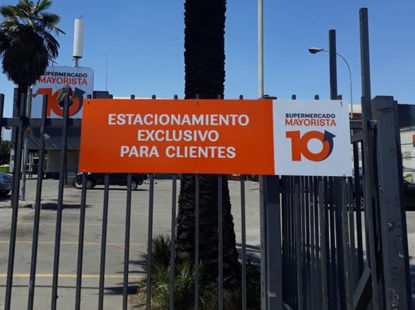 SUPERMERCADO
MAYORISTA
10
ESTACIONAMIENTO
EXCLUSIVO
PARA CLIENTES
SUPERMERCADO
MAYORISTA
10